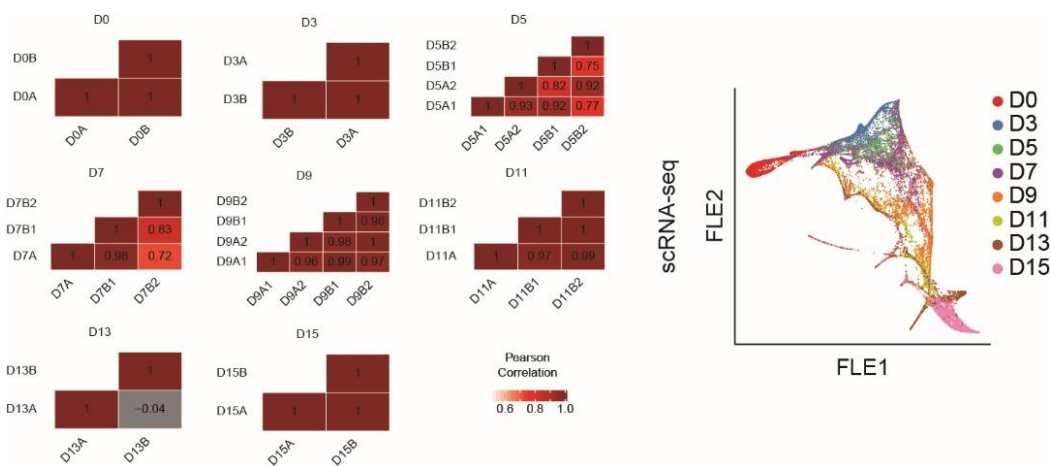 D0
D0B
1
D0A
1
1
D0A
D0B
D3
D3A
1
D3B
1
1
D3B
D3A
D5
D5B2
1
D5B1
1
0.75
D5A2
1
0.82
0.92
D5A1
1
0.93
0.92
0.77
D5A1
D5A2
D5B1
D5B2
D7
D7B2
1
D7B1
1
0.83
D7A
1
0.98
0.72
D7A
D7B1
D7B2
D9
D9B2
1
D9B1
1
0.98
D9A2
1
0.98
1
D9A1
1
0.96
0.99
0.97
D9A1
D9A2
D9B1
D9B2
D11
D11B2
1
D11B1
1
1
D11A
1
0.97
0.99
D11A
D11B1
D11B2
D13
D13B
1
D13A
1
−0.04
D13A
D13B
D15
D15B
1
D15A
1
1
D15A
D15B
Pearson
Correlation
0.6 0.8 1.0
scRNA-seq
FLE2
FLE1
D0
D3
D5
D7
D9
D11
D13
D15